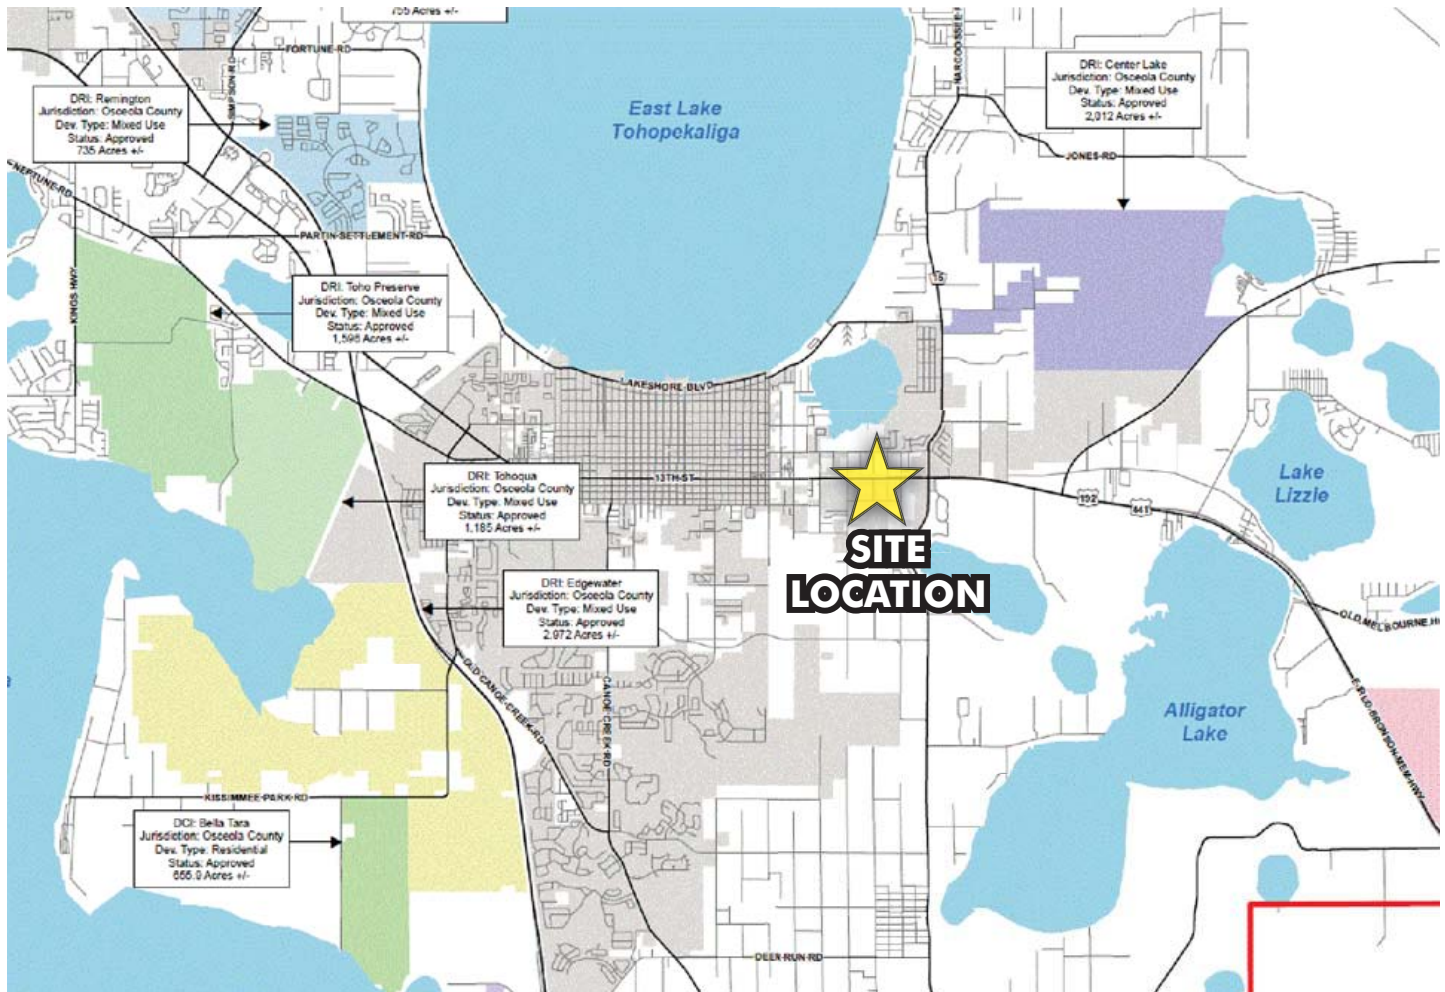 755 Acres +/-
FORTUNE-RD
SIMPSON-RD
NARCOOSSEE-R
DRI: Remington
Jurisdiction: Osceola County
Dev. Type: Mixed Use
Status: Approved
735 Acres +/-
East Lake
Tohopekaliga
DRI: Center Lake
Jurisdiction: Osceola County
Dev. Type: Mixed Use
Status: Approved
2,012 Acres +/-
JONES-RD
NEPTUNE-RD
PARTIN-SETTLEMENT-RD
KINGS-HWY
15
DRI: Toho Preserve
Jurisdiction: Osceola County
Dev. Type: Mixed Use
Status: Approved
1,596 Acres +/-
LAKESHORE-BLVD
DRI: Tohoqua
Jurisdiction: Osceola County
Dev. Type: Mixed Use
Status: Approved
1,185 Acres +/-
13TH-ST
192
441
Lake
Lizzie
SITE
LOCATION
DRI: Edgewater
Jurisdiction: Osceola County
Dev. Type: Mixed Use
Status: Approved
2,972 Acres +/-
OLD-MELBOURNE-H
OLD-CANOE-CREEK-RD
CANOE-CREEK-RD
Alligator
Lake
E-IRLO-BRONSON-MEM-HWY
KISSIMMEE-PARK-RD
DCI: Bella Tara
Jurisdiction: Osceola County
Dev. Type: Residential
Status: Approved
655.9 Acres +/-
DEER-RUN-RD